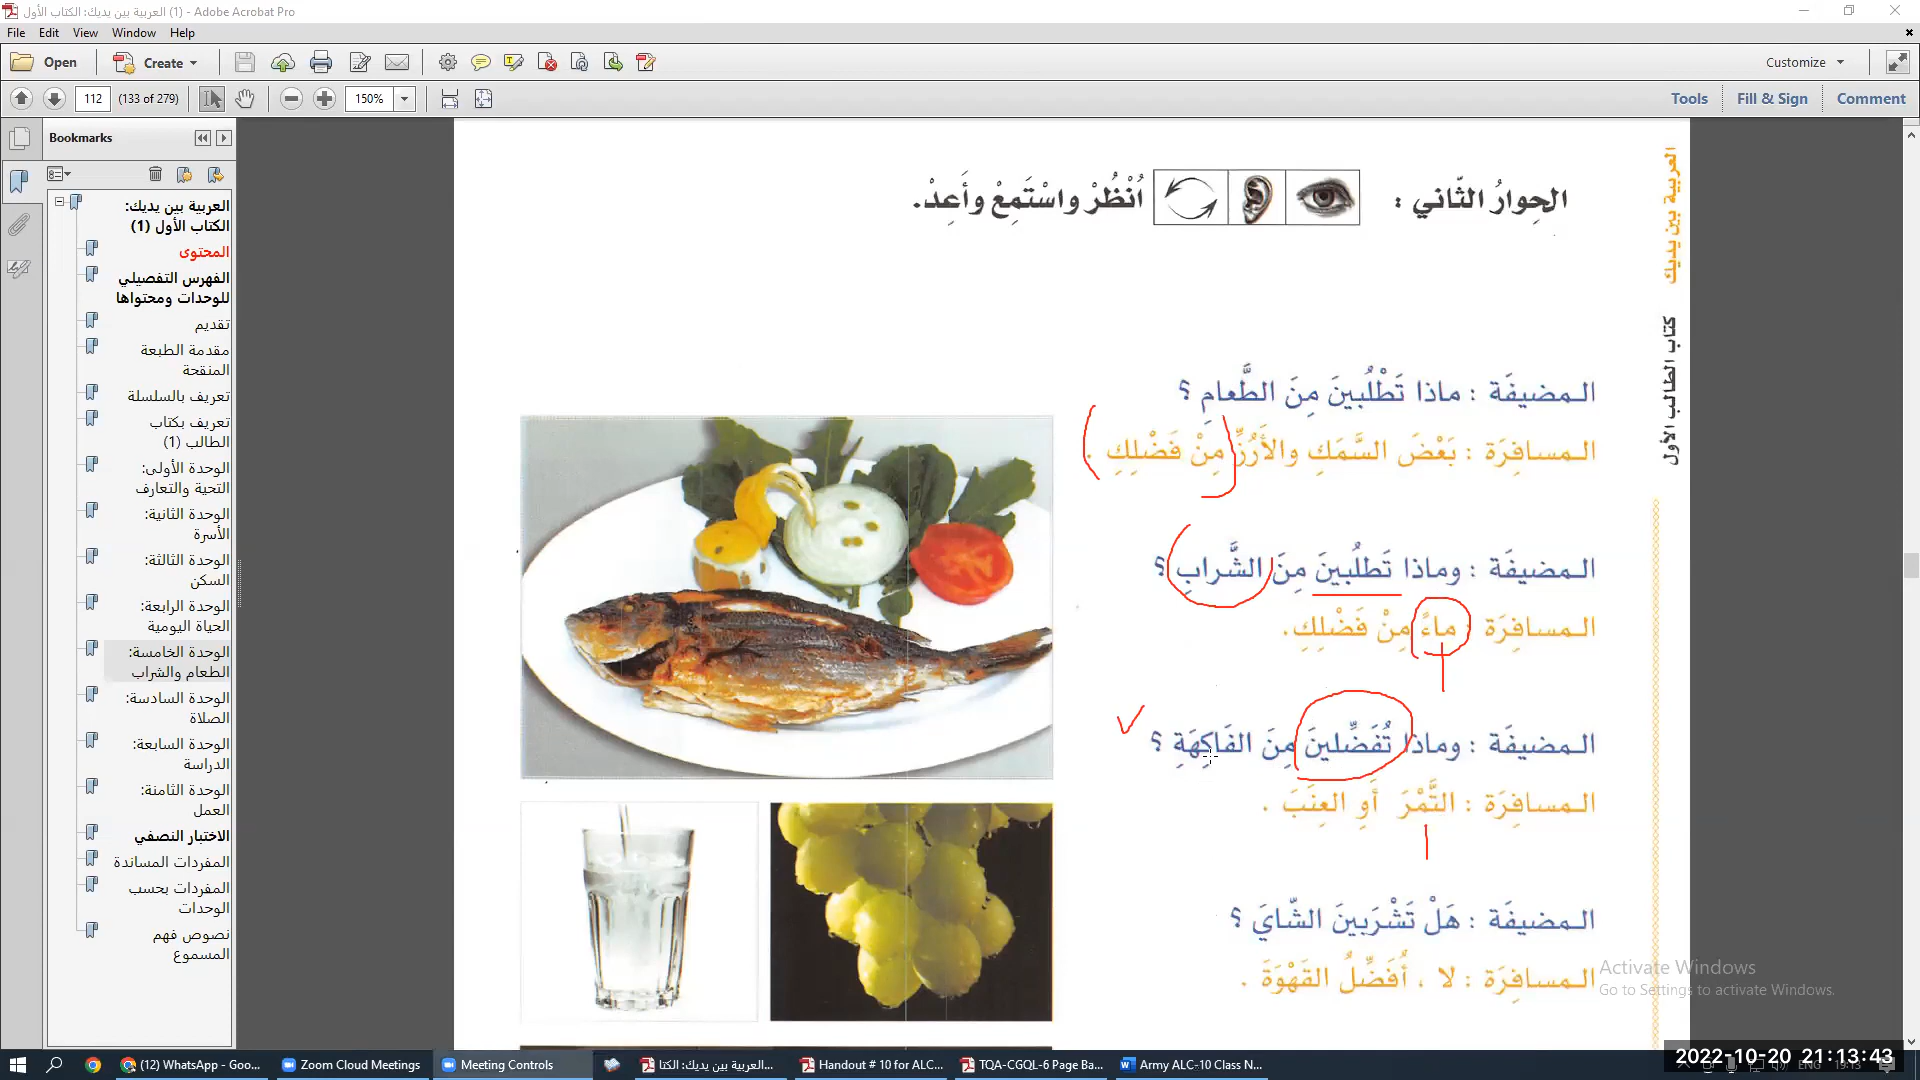 العربية بين يديك: الكتاب الأول (1) - Adobe Acrobat Pro
File Edit View Window Help
Open Create Customize
112 (133 of 279) 150% Tools Fill & Sign Comment
Bookmarks
العربية بين يديك:
الكتاب الأول (1)
المحتوى
الفهرس التفصيلي
للوحدات ومحتواها
تقديم
مقدمة الطبعة
المنقحة
تعريف بالسلسلة
تعريف بكتاب
الطالب (1)
الوحدة الأولى:
التحية والتعارف
الوحدة الثانية:
الأسرة
الوحدة الثالثة:
السكن
الوحدة الرابعة:
الحياة اليومية
الوحدة الخامسة:
الطعام والشراب
الوحدة السادسة:
الصلاة
الوحدة السابعة:
الدراسة
الوحدة الثامنة:
العمل
الاختبار النصفي
المفردات المساندة
المفردات بحسب
الوحدات
نصوص فهم
المسموع
الحِوارُ الثّاني : اُنْظُرْ واسْتَمِعْ وأَعِدْ.
المضيفَة : ماذا تَطْلُبينَ مِنَ الطَّعامِ ؟
المسافِرَة : بَعْضَ السَّمَكِ والأَرُزِّ مِنْ فَضْلِكِ .
المضيفَة : وماذا تَطلُبينَ مِنَ الشَّرابِ ؟
المسافِرَة : ماءً مِنْ فَضْلِكِ.
المضيفَة : وماذا تُفَضِّلينَ مِنَ الفَاكِهَةِ ؟
المسافِرَة : التَّمْرَ أَوِ العِنَبَ .
المضيفَة : هَلْ تَشْرَبينَ الشّايَ ؟
المسافِرَة : لا ، أُفَضِّلُ القَهْوَةَ .
العربية بين يديك
كتاب الطالب الأول
Activate Windows
Go to Settings to activate Windows.
(12) WhatsApp - Goo... Zoom Cloud Meetings Meeting Controls العربية بين يديك: الكتا... Handout # 10 for ALC... TQA-CGQL-6 Page Ba... Army ALC-10 Class N...
2022-10-20 21:13:43